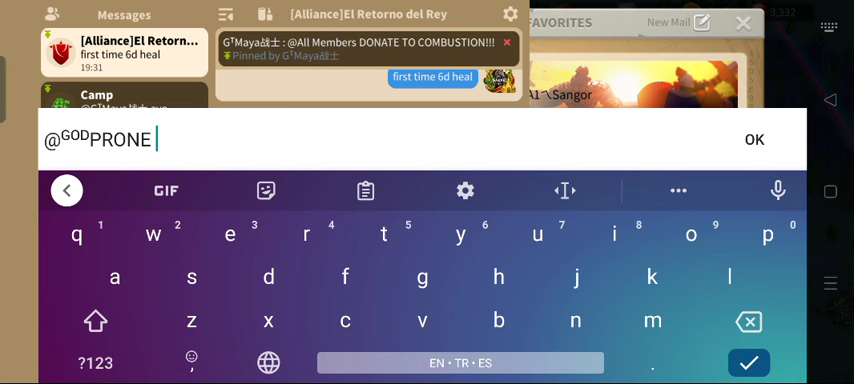 Messages
[Alliance]El Retorno del Rey
FAVORITES
New Mail
3,332
[Alliance]El Retorn...
first time 6d heal
19:31
GᵀMaya战士 : @All Members DONATE TO COMBUSTION!!!
Pinned by GᵀMaya战士
first time 6d heal
Camp
Sangor
@ᴳᴼᴰPRONE
OK
GIF
q 1 w 2 e 3 r 4 t 5 y 6 u 7 i 8 o 9 p 0
a s d f g h j k l
z x c v b n m
?123 , EN • TR • ES .